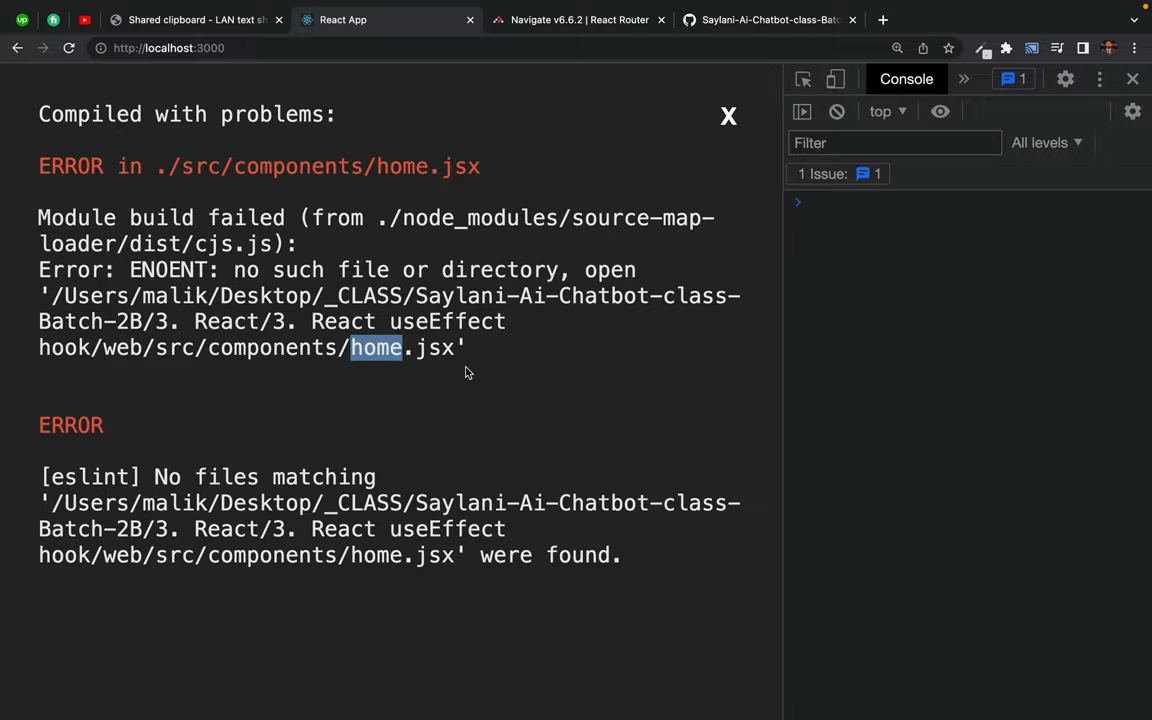 Shared clipboard - LAN text sh
React App
Navigate v6.6.2 | React Router
Saylani-Ai-Chatbot-class-Batc
http://localhost:3000
Compiled with problems:
X
ERROR in ./src/components/home.jsx
Module build failed (from ./node_modules/source-map-
loader/dist/cjs.js):
Error: ENOENT: no such file or directory, open
'/Users/malik/Desktop/_CLASS/Saylani-Ai-Chatbot-class-
Batch-2B/3. React/3. React useEffect
hook/web/src/components/home.jsx'
ERROR
[eslint] No files matching
'/Users/malik/Desktop/_CLASS/Saylani-Ai-Chatbot-class-
Batch-2B/3. React/3. React useEffect
hook/web/src/components/home.jsx' were found.
Console
1
top
Filter
All levels
1 Issue: 1